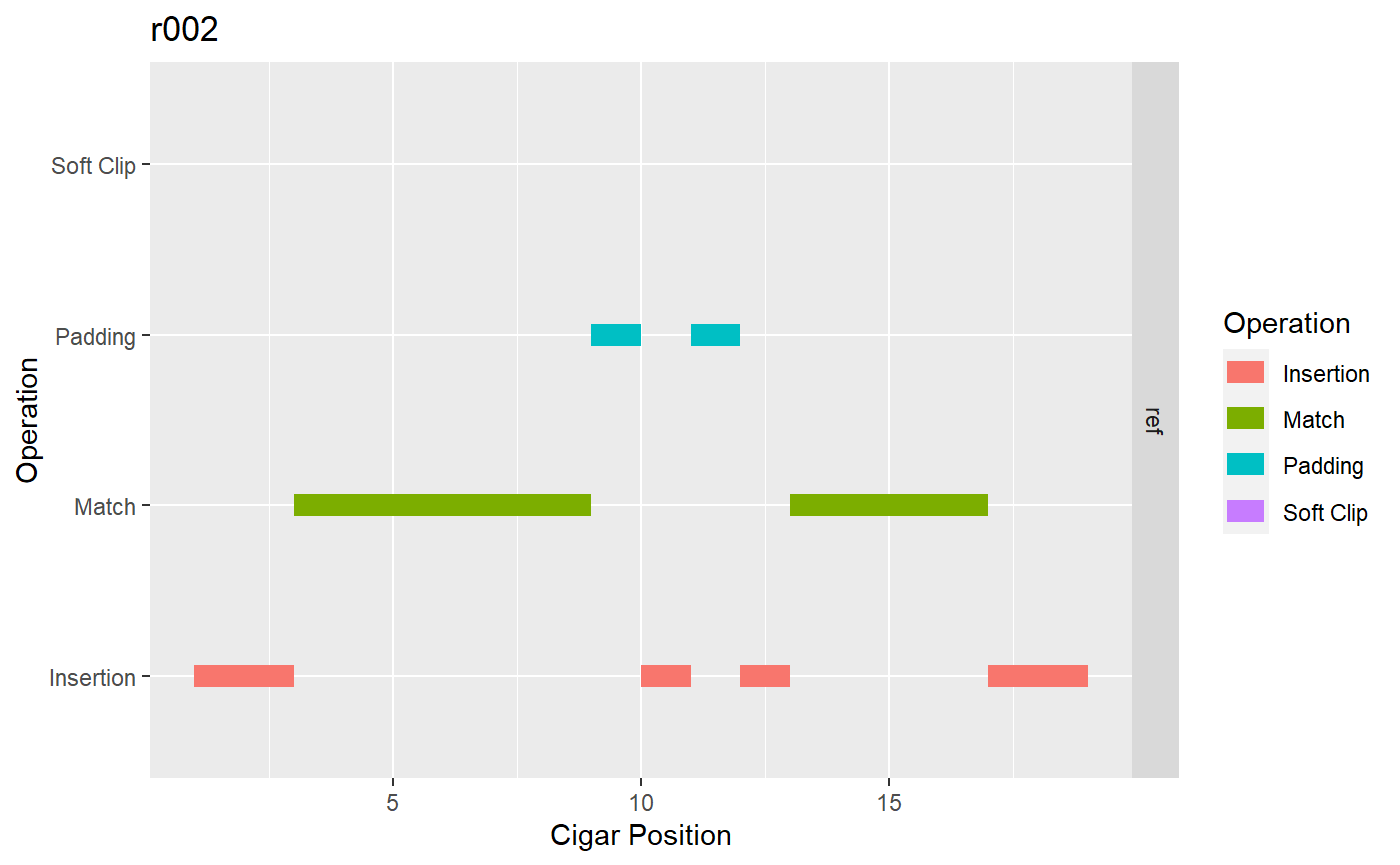 r002
Soft Clip
Padding
Match
Insertion
Operation
5
10
15
Cigar Position
ref
Operation
Insertion
Match
Padding
Soft Clip